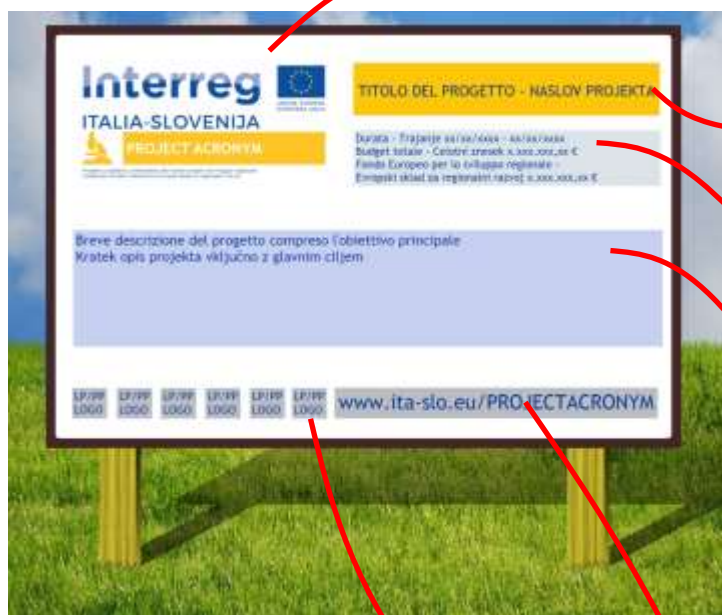 Interreg
ITALIA-SLOVENIJA
PROJECT ACRONYM
TITOLO DEL PROGETTO - NASLOV PROJEKTA
Durata - Trajanje xx/xx/xxxx - xx/xx/xxxx
Budget totale - Celotni znesek x.xxx.xxx,xx €
Fondo Europeo per lo sviluppo regionale -
Evropski sklad za regionalni razvoj x.xxx.xxx,xx €
Breve descrizione del progetto compreso l'obiettivo principale
Kratek opis projekta vključno z glavnim ciljem
LP/PP LP/PP LP/PP LP/PP LP/PP LP/PP
LOGO LOGO LOGO LOGO LOGO LOGO
www.ita-slo.eu/PROJECTACRONYM